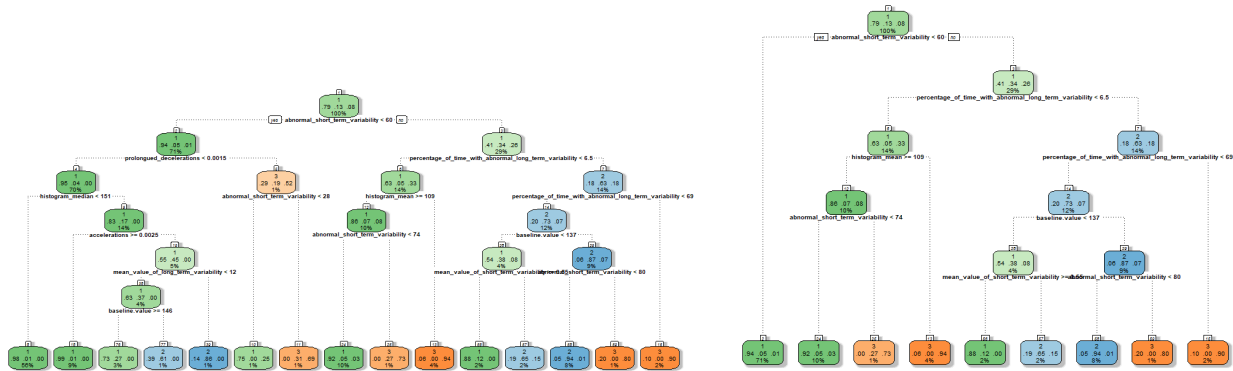 1
.79 .13 .08
100%
yes abnormal_short_term_variability < 60 no
1
.94 .05 .01
71%
prolongued_decelerations < 0.0015
1
.41 .34 .26
29%
percentage_of_time_with_abnormal_long_term_variability < 6.5
1
.95 .04 .00
70%
histogram_median < 151
3
.29 .19 .52
1%
abnormal_short_term_variability < 28
1
.63 .05 .33
14%
histogram_mean >= 109
2
.18 .63 .18
14%
percentage_of_time_with_abnormal_long_term_variability < 69
1
.83 .17 .00
14%
accelerations >= 0.0025
1
.86 .07 .08
10%
abnormal_short_term_variability < 74
2
.20 .73 .07
12%
baseline.value < 137
1
.55 .45 .00
5%
mean_value_of_long_term_variability < 12
1
.54 .38 .08
4%
mean_value_of_short_term_variability
2
.06 .87 .07
9%
short_term_variability < 80
1
.63 .37 .00
4%
baseline.value >= 146
1
.98 .01 .00
56%
1
.99 .01 .00
9%
1
.73 .27 .00
3%
2
.39 .61 .00
1%
2
.14 .86 .00
1%
1
.75 .00 .25
1%
3
.00 .31 .69
1%
1
.92 .05 .03
10%
3
.00 .27 .73
1%
3
.06 .00 .94
4%
1
.88 .12 .00
2%
2
.19 .65 .15
2%
2
.05 .94 .01
8%
3
.20 .00 .80
1%
3
.10 .00 .90
2%
1
.79 .13 .08
100%
yes abnormal_short_term_variability < 60 no
1
.41 .34 .26
29%
percentage_of_time_with_abnormal_long_term_variability < 6.5
1
.63 .05 .33
14%
histogram_mean >= 109
2
.18 .63 .18
14%
percentage_of_time_with_abnormal_long_term_variability < 69
1
.86 .07 .08
10%
abnormal_short_term_variability < 74
2
.20 .73 .07
12%
baseline.value < 137
1
.54 .38 .08
4%
mean_value_of_short_term_variability
2
.06 .87 .07
9%
abnormal_short_term_variability < 80
1
.94 .05 .01
71%
1
.92 .05 .03
10%
3
.00 .27 .73
1%
3
.06 .00 .94
4%
1
.88 .12 .00
2%
2
.19 .65 .15
2%
2
.05 .94 .01
8%
3
.20 .00 .80
1%
3
.10 .00 .90
2%